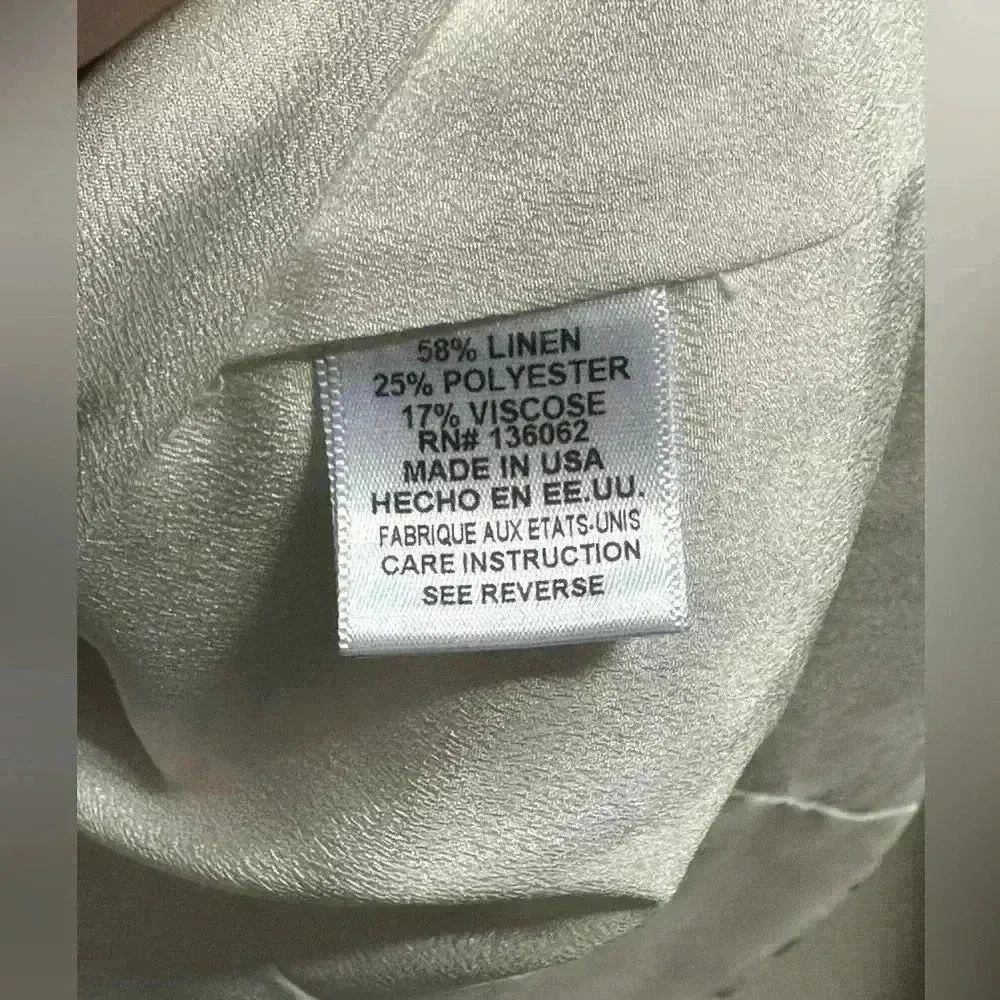 58% LINEN
25% POLYESTER
17% VISCOSE
RN# 136062
MADE IN USA
HECHO EN EE.UU.
FABRIQUE AUX ETATS-UNIS
CARE INSTRUCTION
SEE REVERSE